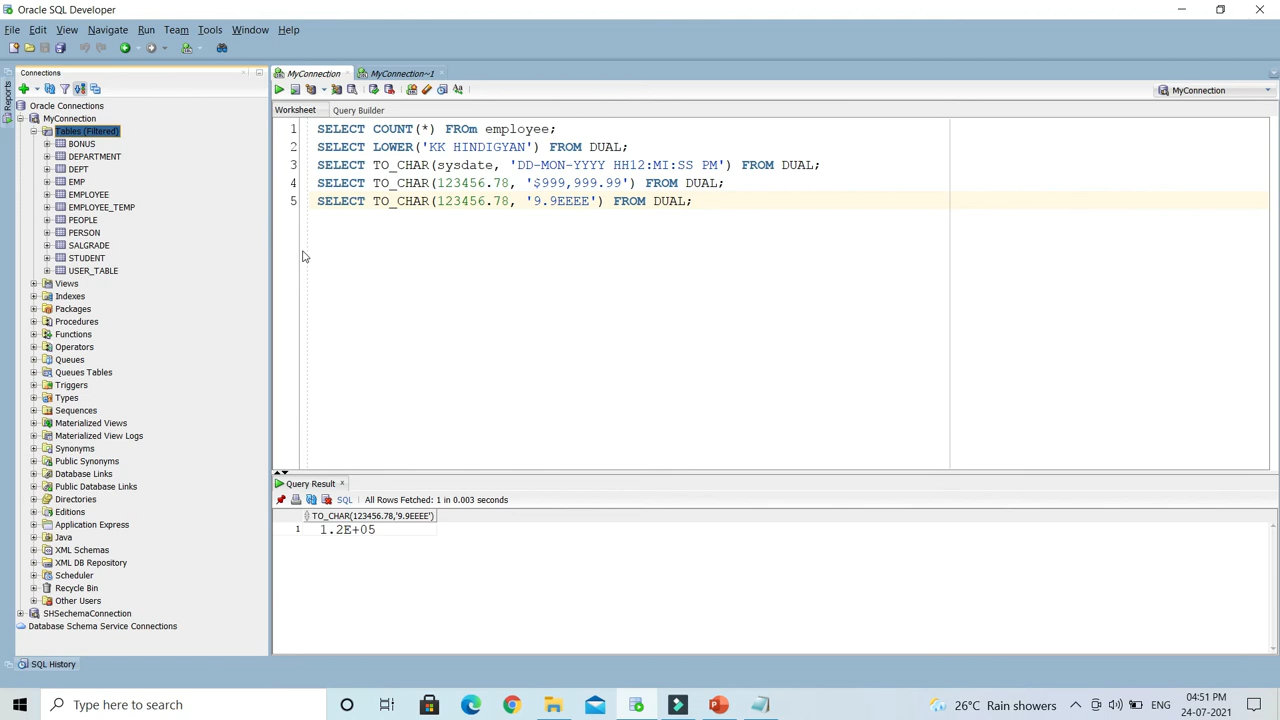 Oracle SQL Developer
File Edit View Navigate Run Team Tools Window Help
Connections
MyConnection
MyConnection~1
Reports
MyConnection
Worksheet Query Builder
Oracle Connections
MyConnection
Tables (Filtered)
BONUS
DEPARTMENT
DEPT
EMP
EMPLOYEE
EMPLOYEE_TEMP
PEOPLE
PERSON
SALGRADE
STUDENT
USER_TABLE
Views
Indexes
Packages
Procedures
Functions
Operators
Queues
Queues Tables
Triggers
Types
Sequences
Materialized Views
Materialized View Logs
Synonyms
Public Synonyms
Database Links
Public Database Links
Directories
Editions
Application Express
Java
XML Schemas
XML DB Repository
Scheduler
Recycle Bin
Other Users
SHSechemaConnection
Database Schema Service Connections
1 SELECT COUNT(*) FROm employee;
2 SELECT LOWER('KK HINDIGYAN') FROM DUAL;
3 SELECT TO_CHAR(sysdate, 'DD-MON-YYYY HH12:MI:SS PM') FROM DUAL;
4 SELECT TO_CHAR(123456.78, '$999,999.99') FROM DUAL;
5 SELECT TO_CHAR(123456.78, '9.9EEEE') FROM DUAL;
Query Result
SQL All Rows Fetched: 1 in 0.003 seconds
TO_CHAR(123456.78,'9.9EEEE')
1 1.2E+05
SQL History
Type here to search
26°C Rain showers
ENG
04:51 PM
24-07-2021